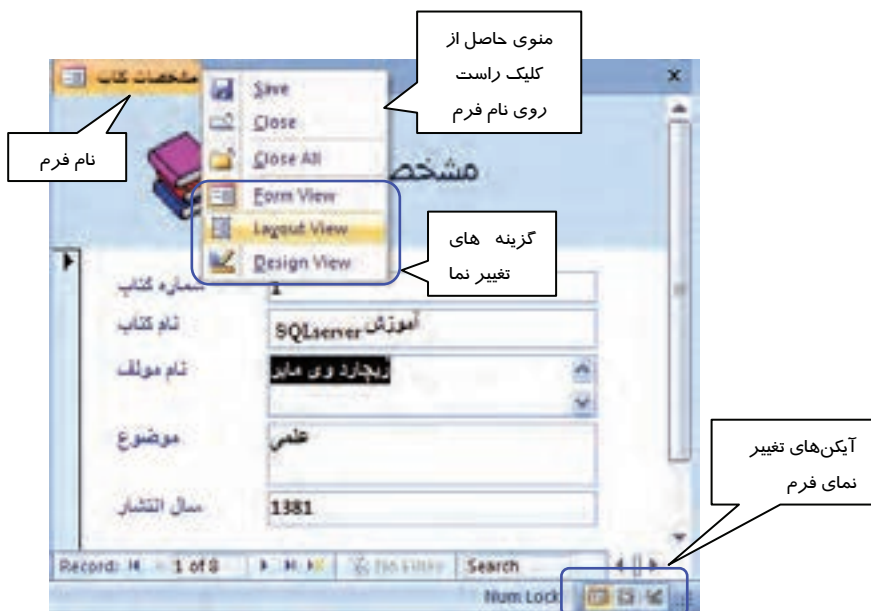 منوی حاصل از
کلیک راست
روی نام فرم
مشخصات کتاب
Save
Close
Close All
Form View
Layout View
Design View
نام فرم
مشخص
گزینه های
تغییر نما
شماره کتاب
1
نام کتاب
آموزش SQLserver
نام مولف
ریچارد وی مایر
موضوع
علمی
سال انتشار
1381
آیکن‌های تغییر
نمای فرم
Record: 1 of 8 No Filter Search
Num Lock